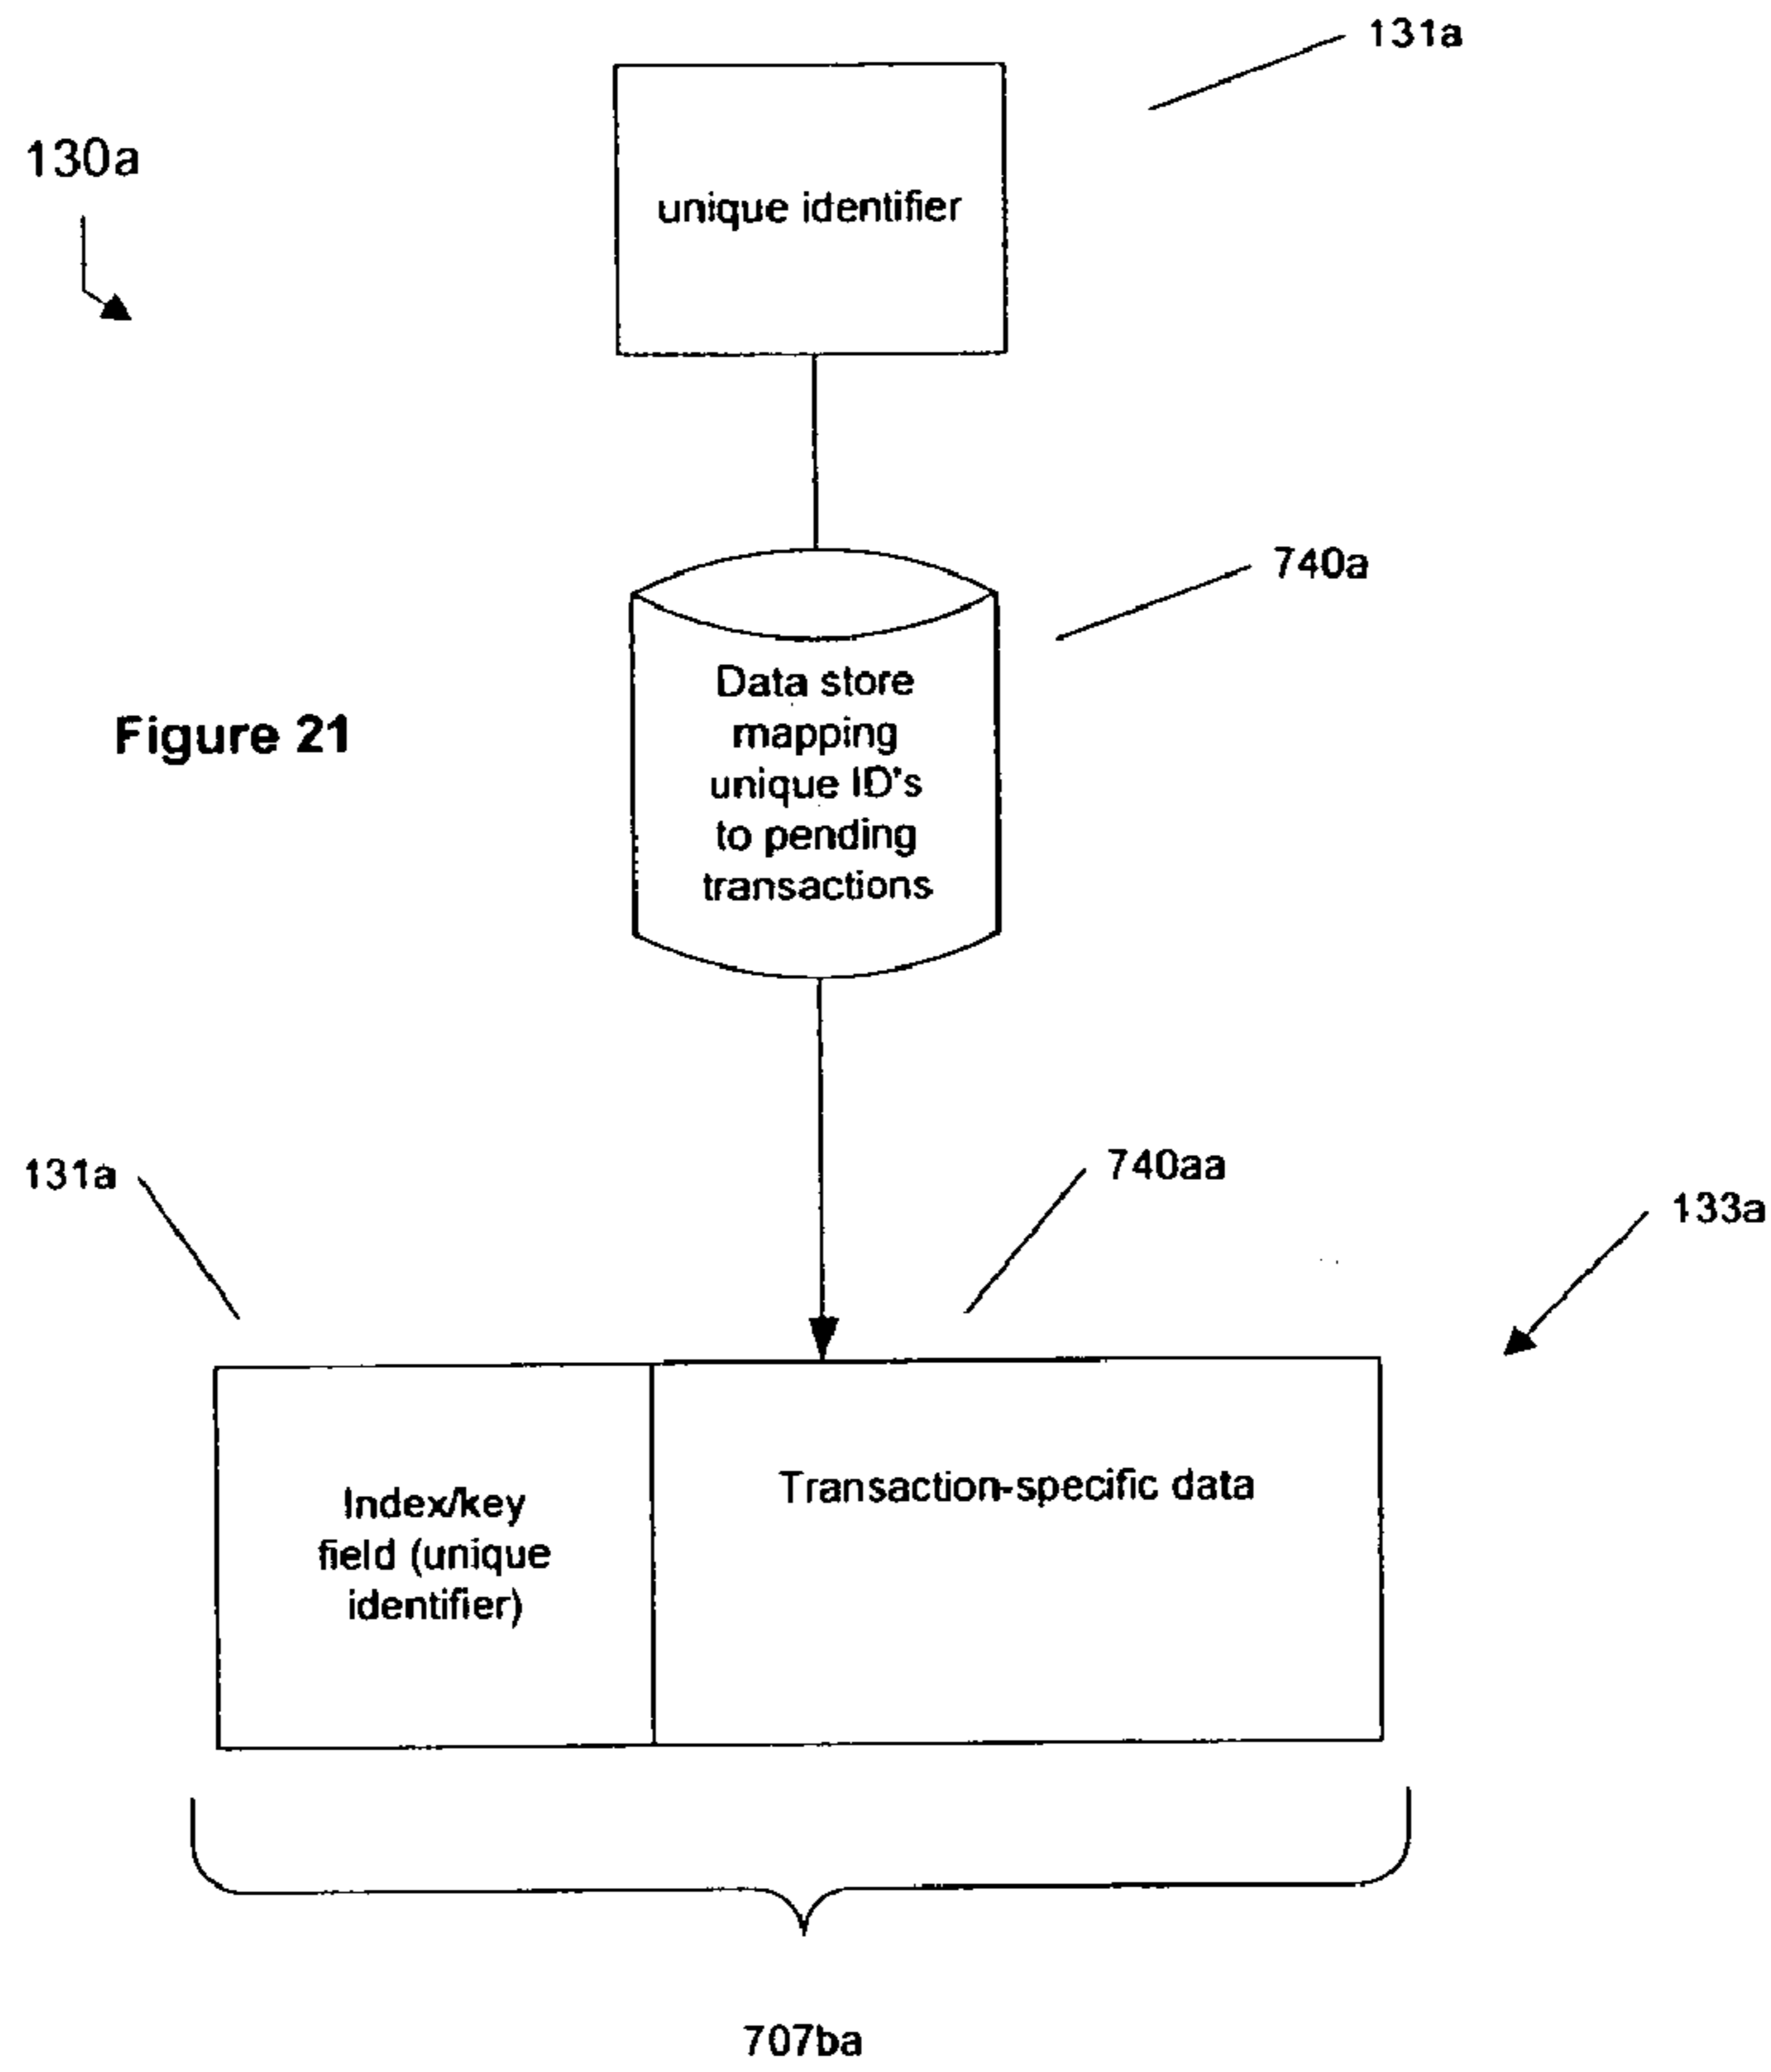 131a
130a
unique identifier
740a
Figure 21
Data store
mapping
unique ID's
to pending
transactions
131a
740aa
133a
Index/key
field (unique
identifier)
Transaction-specific data
707ba